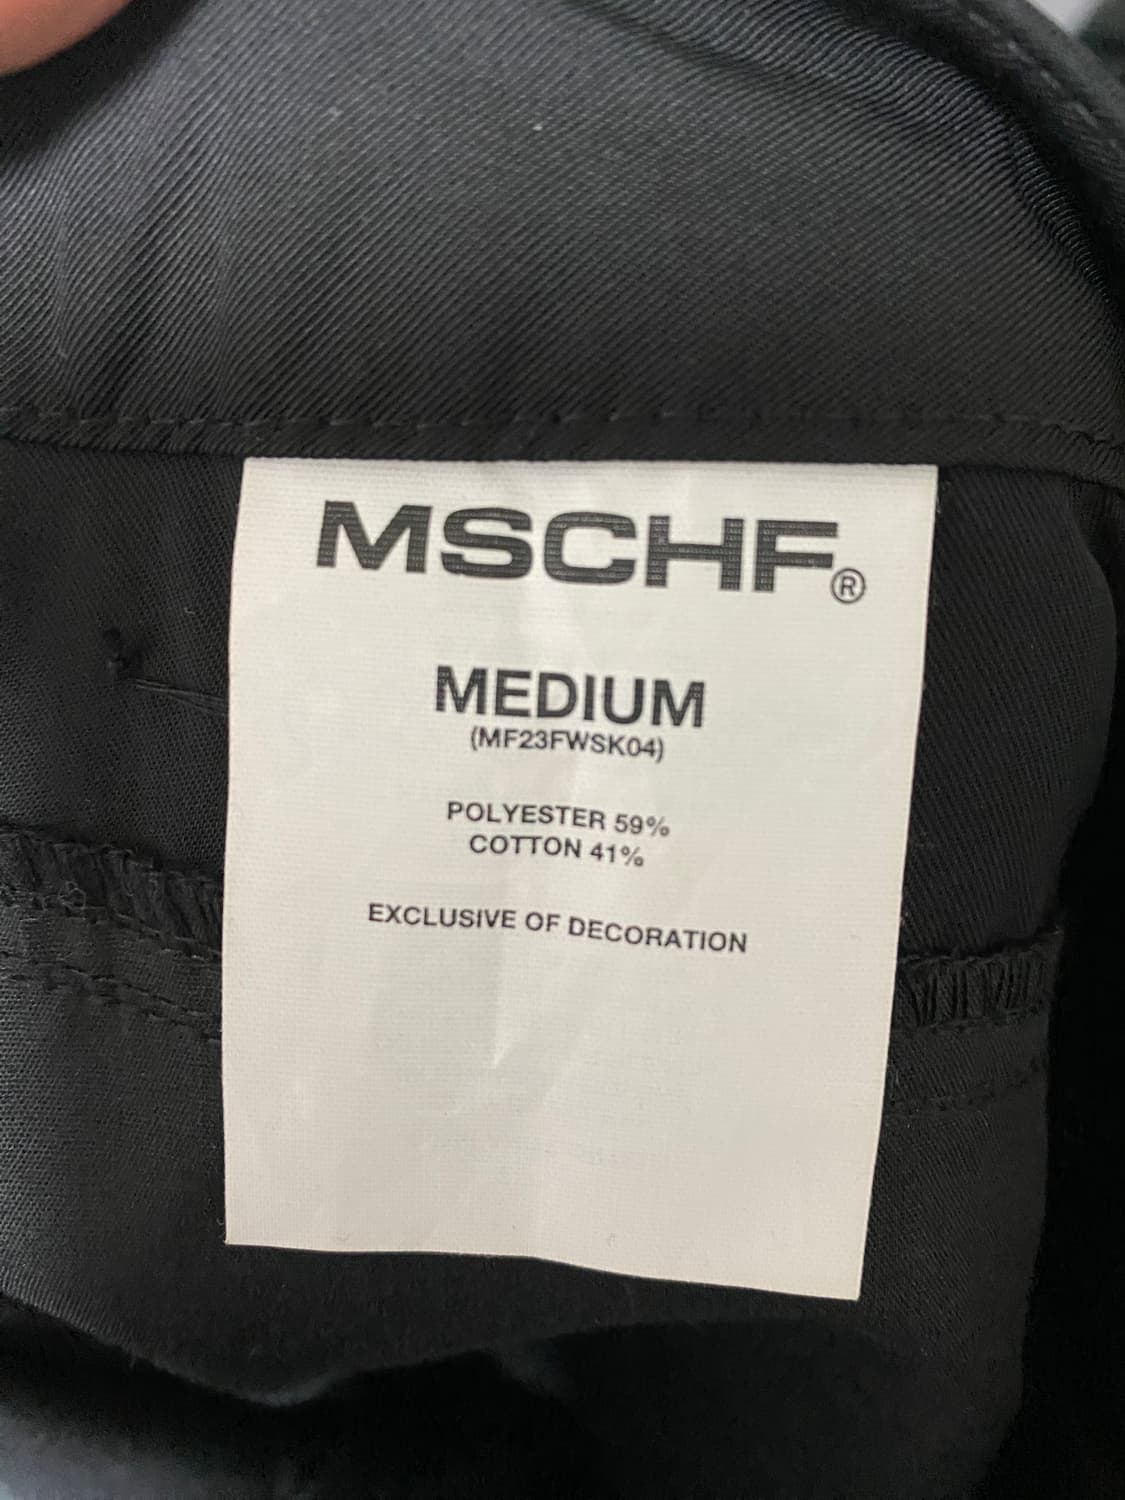 MSCHF®
MEDIUM
(MF23FWSK04)
POLYESTER 59%
COTTON 41%
EXCLUSIVE OF DECORATION